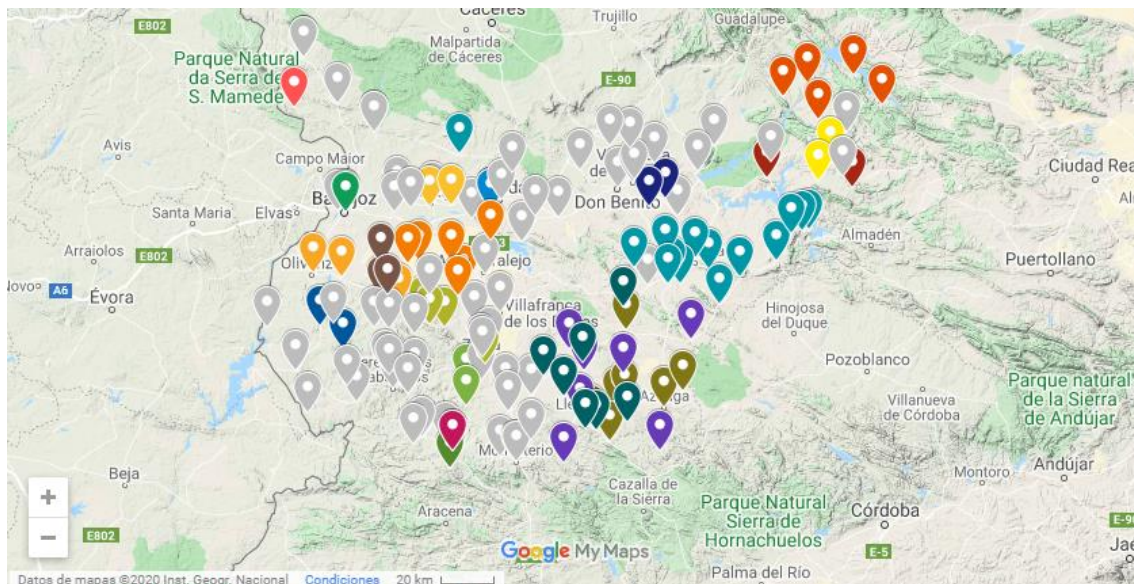 E802
Cáceres
Trujillo
Guadalupe
Malpartida
de Cáceres
Parque Natural
da Serra de
S. Mamede
E-90
Avis
Campo Maior
Ciudad Rea
Badajoz
Elvas
Santa Maria
Don Benito
Almadén
Arraiolos
E802
Puertollano
Évora
A6
Villafranca
de los
Hinojosa
del Duque
Pozoblanco
Parque natural
de la Sierra
de Andújar
Villanueva
de Córdoba
Azuaga
Beja
Montoro
Andújar
Cazalla de
la Sierra
Aracena
Parque Natural
Sierra de
Hornachuelos
Córdoba
E-90
E802
Google My Maps
E-5
Jae
Palma del Río
+
−
Datos de mapas ©2020 Inst. Geogr. Nacional Condiciones 20 km